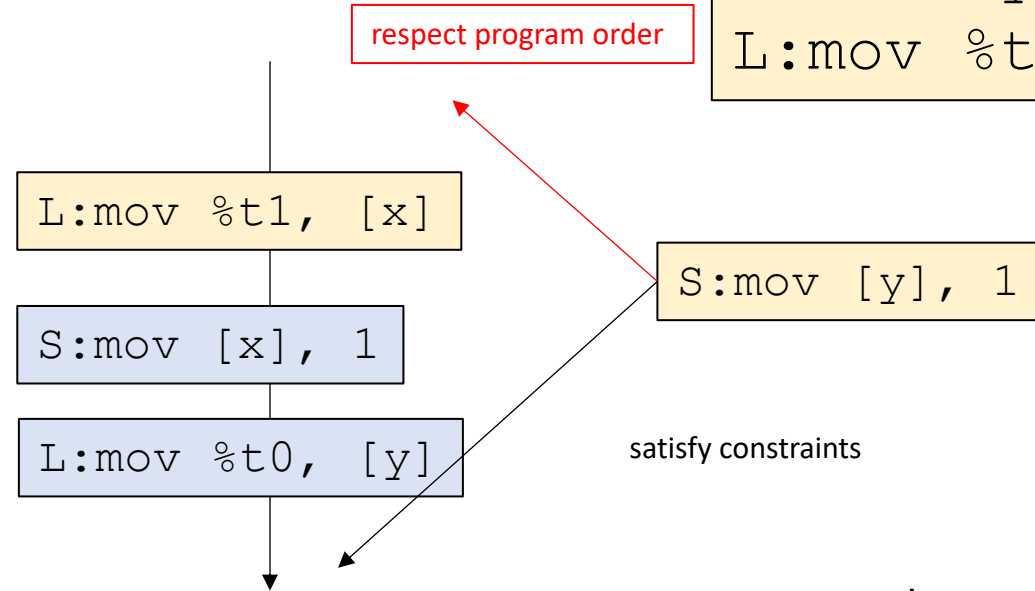 respect program order
L:mov %t
L:mov %t1, [x]
S:mov [y], 1
S:mov [x], 1
L:mov %t0, [y]
satisfy constraints